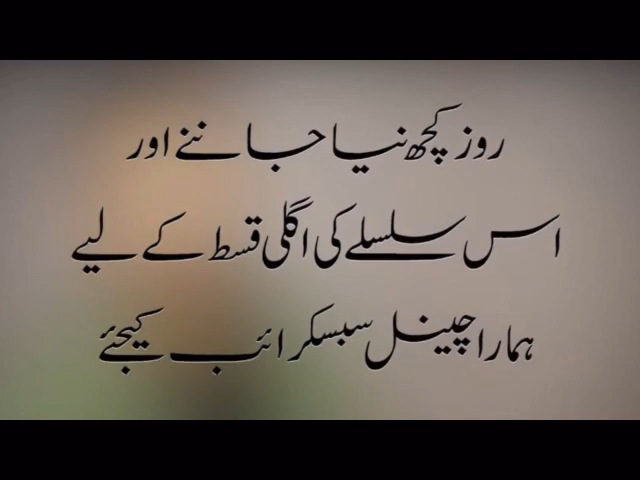 روز کچھ نیا جاننے اور
اس سلسلے کی اگلی قسط کے لیے
ہمارا چینل سبسکرائب کیجئے